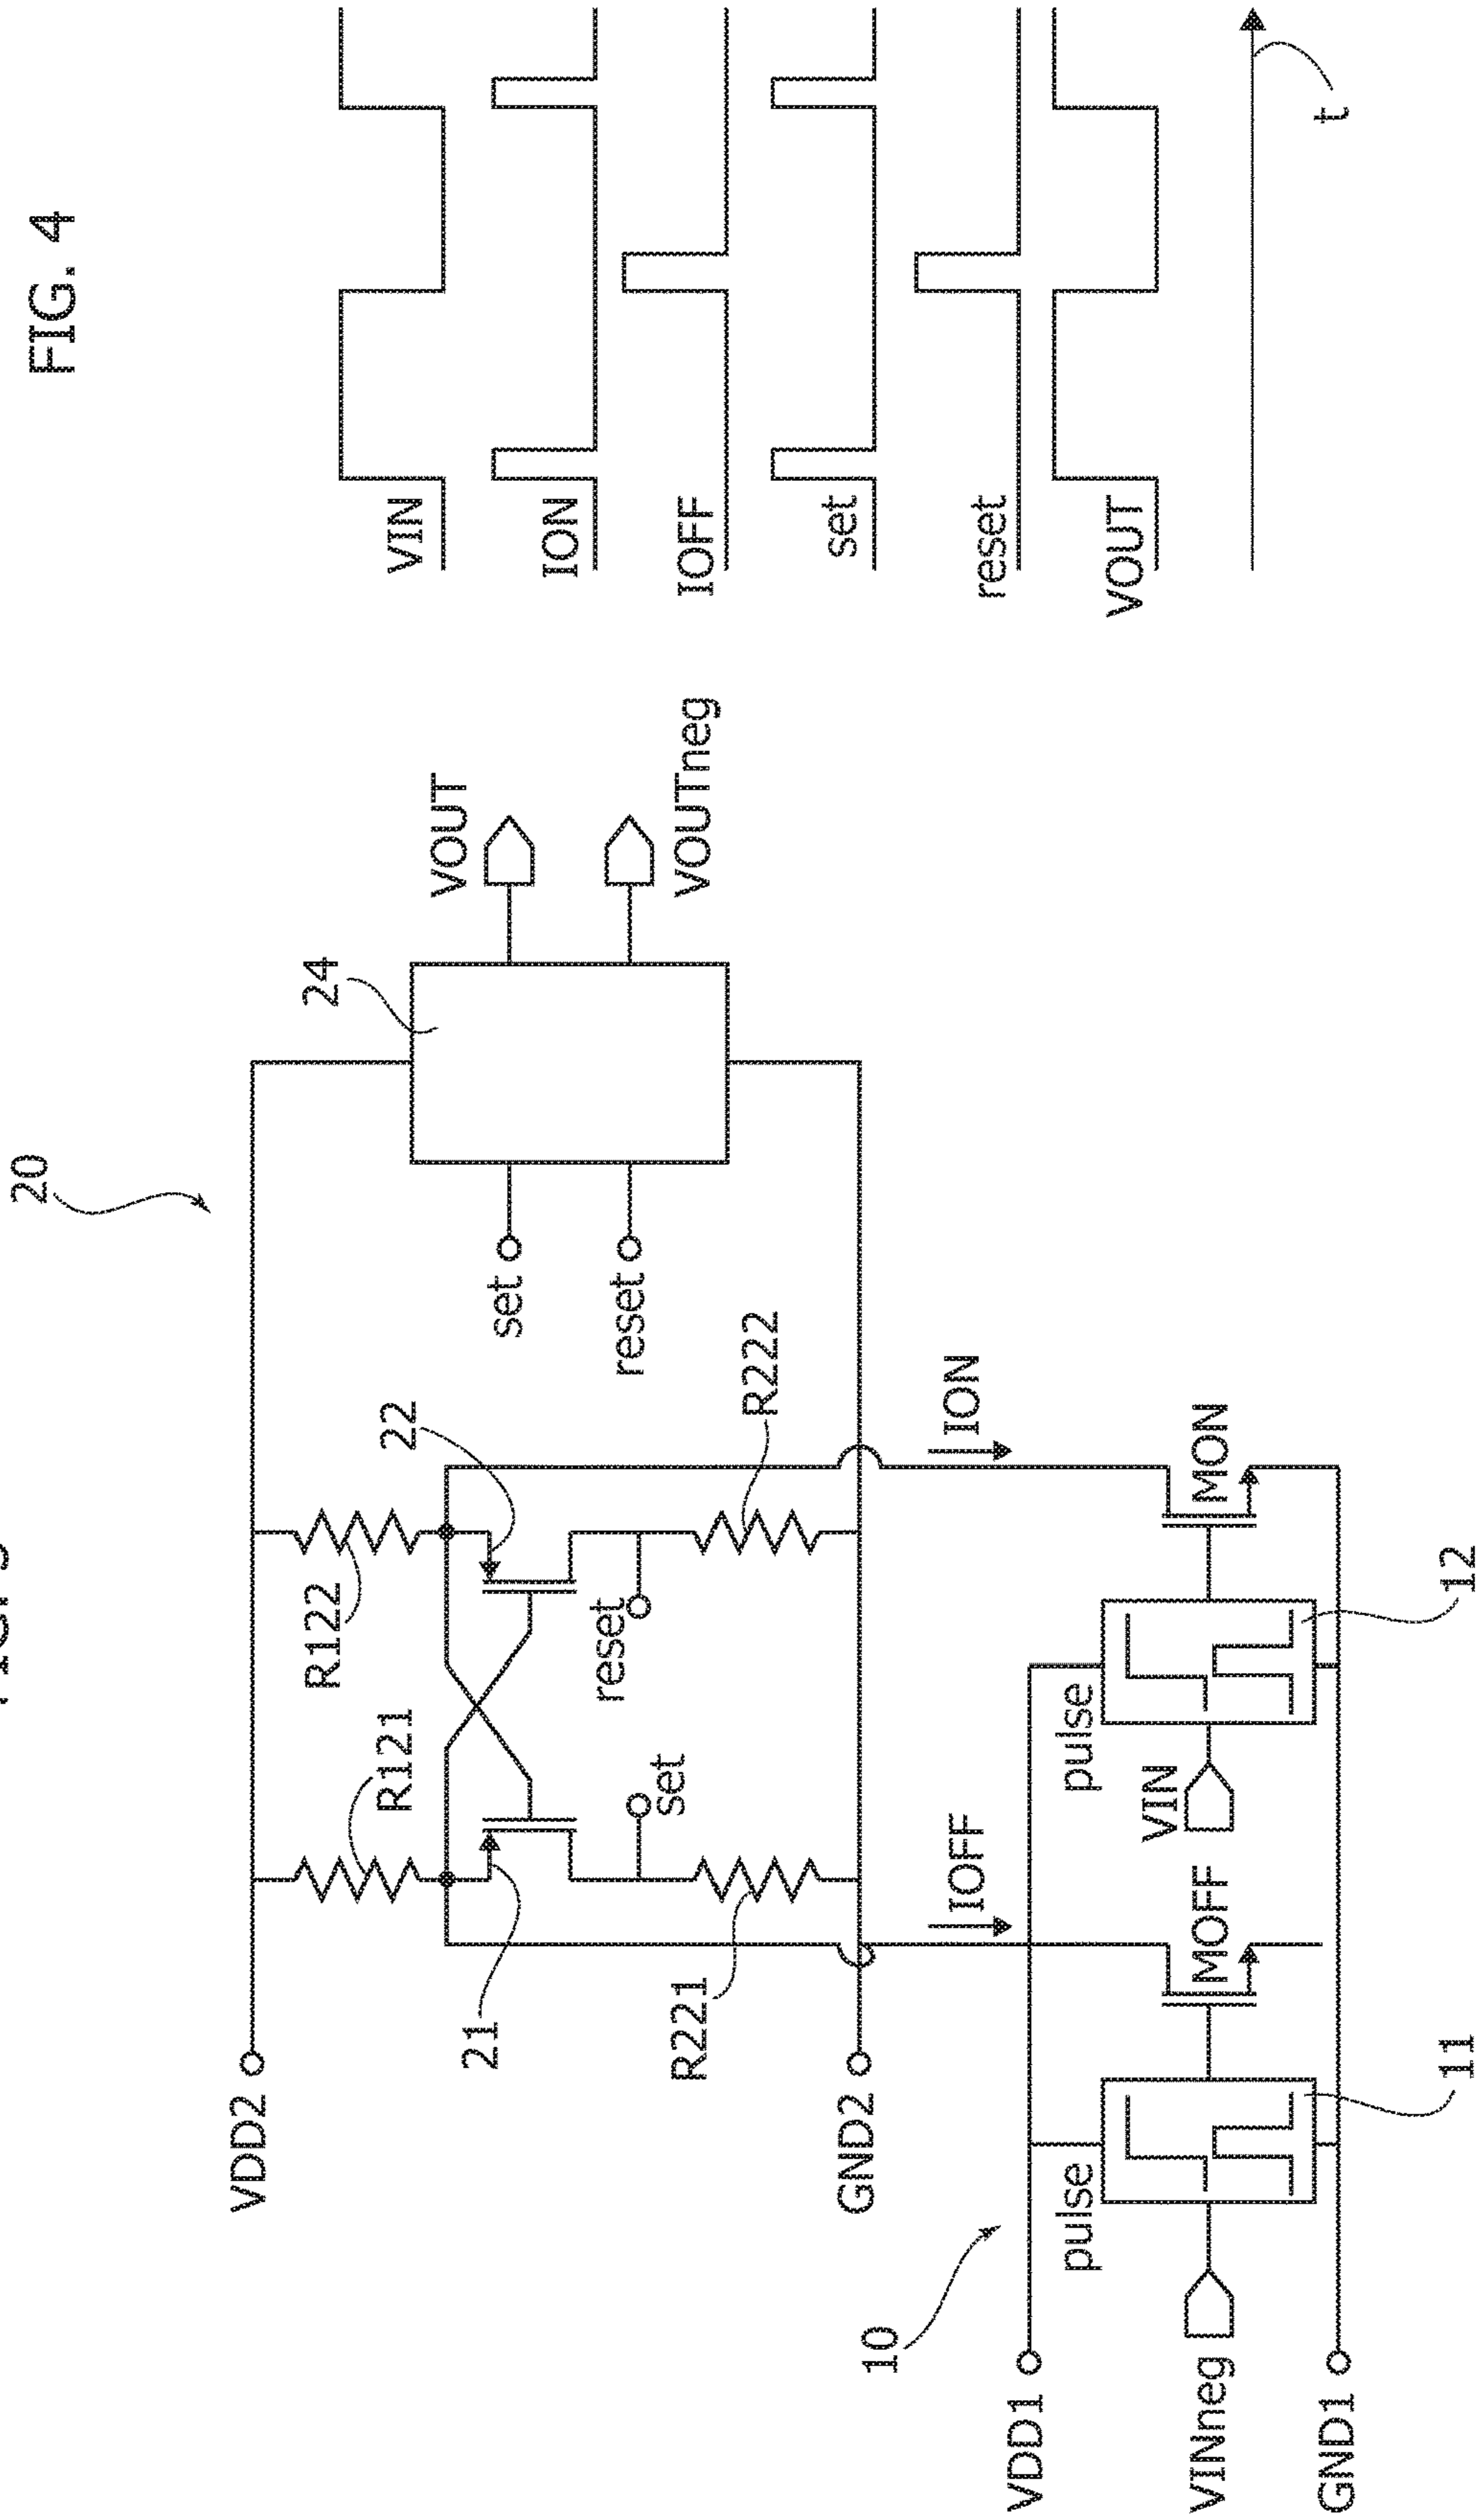 FIG. 4
VIN
ION
IOFF
set
reset
VOUT
t
20
VDD2
R121
R122
22
21
set
reset
R221
R222
GND2
24
set
reset
VOUT
VOUTneg
10
IOFF
ION
VDD1
pulse
pulse
VINneg
MOFF
VIN
MON
GND1
11
12